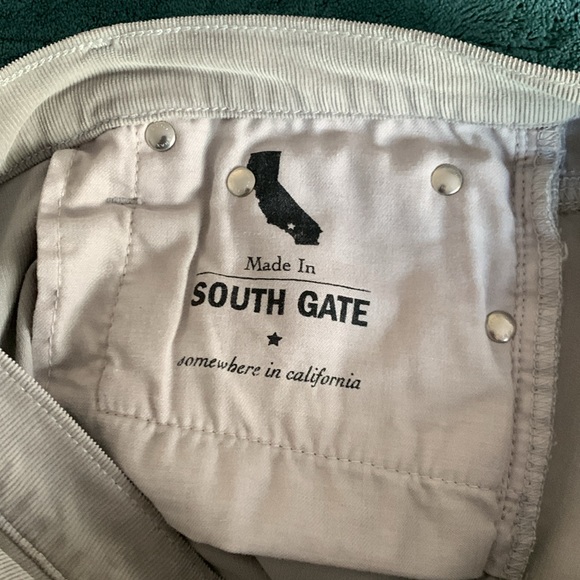 Made In
SOUTH GATE
somewhere in california